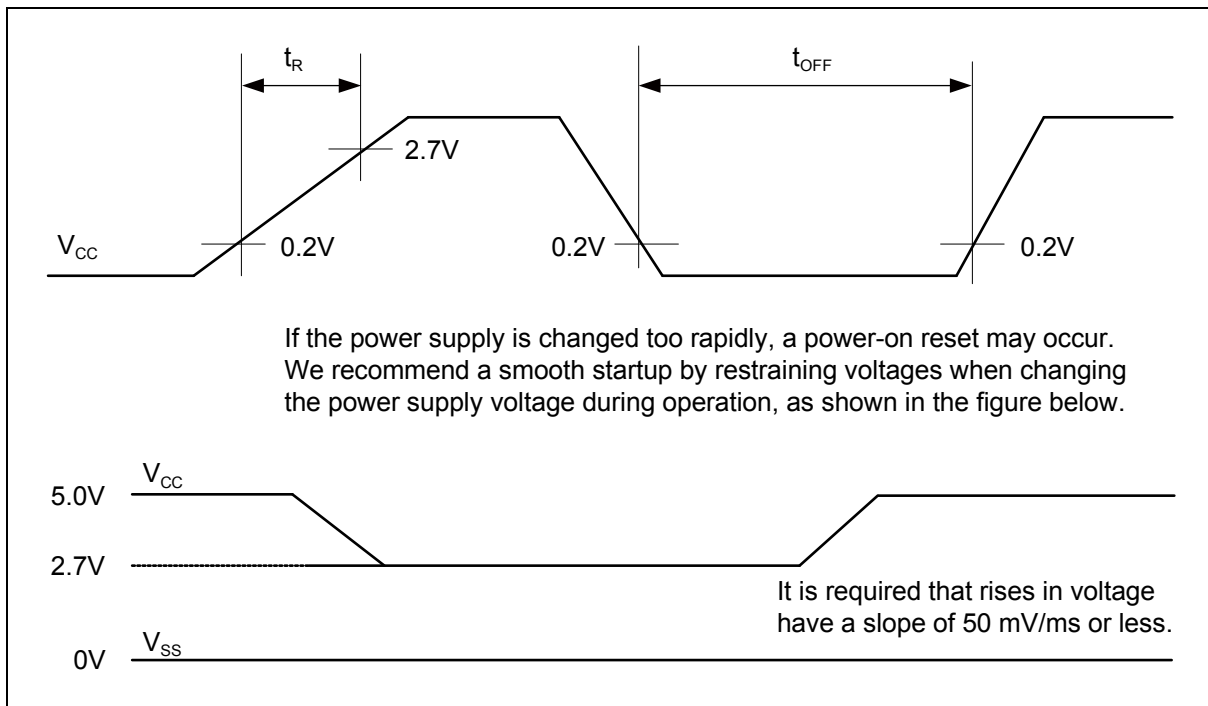 tR
tOFF
2.7V
VCC
0.2V
0.2V
0.2V
If the power supply is changed too rapidly, a power-on reset may occur.
We recommend a smooth startup by restraining voltages when changing
the power supply voltage during operation, as shown in the figure below.
VCC
5.0V
2.7V
It is required that rises in voltage
have a slope of 50 mV/ms or less.
VSS
0V